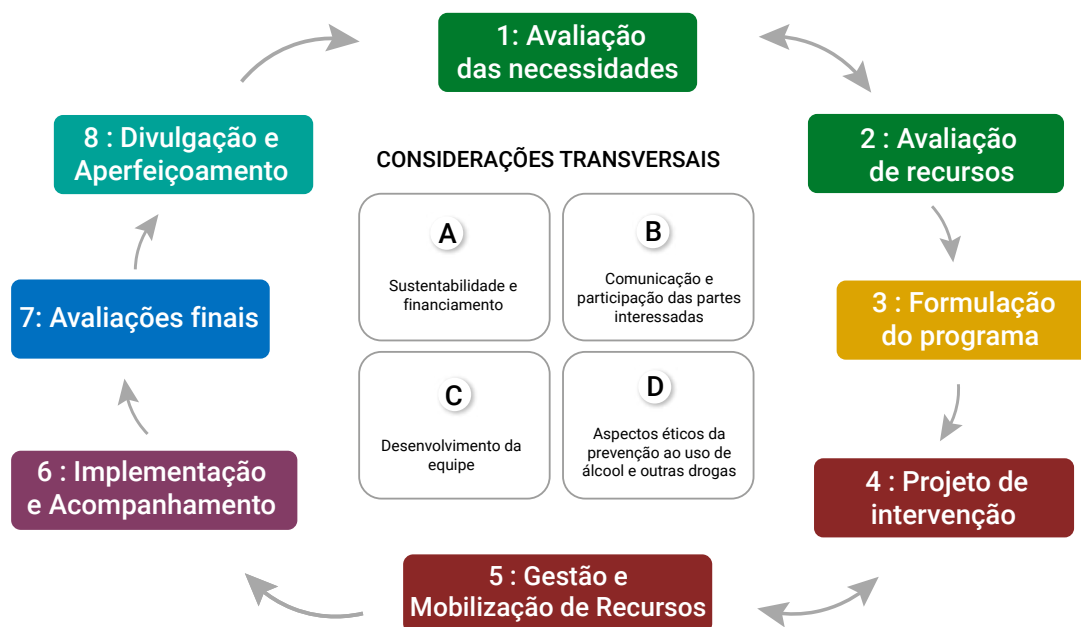 1: Avaliação
das necessidades
2 : Avaliação
de recursos
3 : Formulação
do programa
4 : Projeto de
intervenção
5 : Gestão e
Mobilização de Recursos
6 : Implementação
e Acompanhamento
7: Avaliações finais
8 : Divulgação e
Aperfeiçoamento
CONSIDERAÇÕES TRANSVERSAIS
A
Sustentabilidade e
financiamento
B
Comunicação e
participação das partes
interessadas
C
Desenvolvimento da
equipe
D
Aspectos éticos da
prevenção ao uso de
álcool e outras drogas